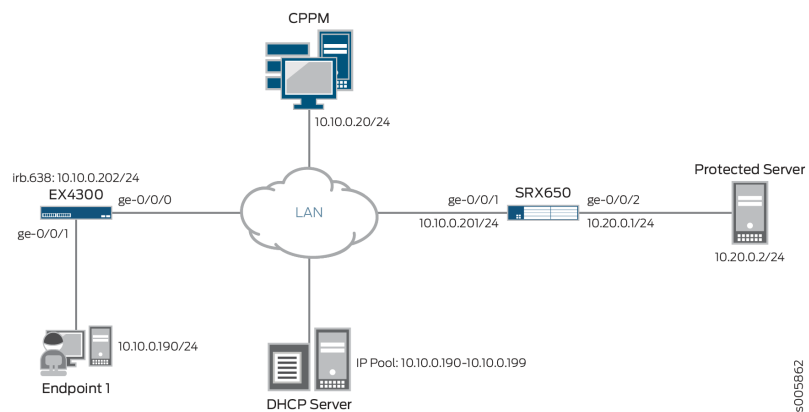 CPPM
10.10.0.20/24
irb.638: 10.10.0.202/24
EX4300
ge-0/0/0
ge-0/0/1
LAN
ge-0/0/1
SRX650
ge-0/0/2
10.10.0.201/24
10.20.0.1/24
Protected Server
10.20.0.2/24
10.10.0.190/24
Endpoint 1
IP Pool: 10.10.0.190-10.10.0.199
DHCP Server
s005862